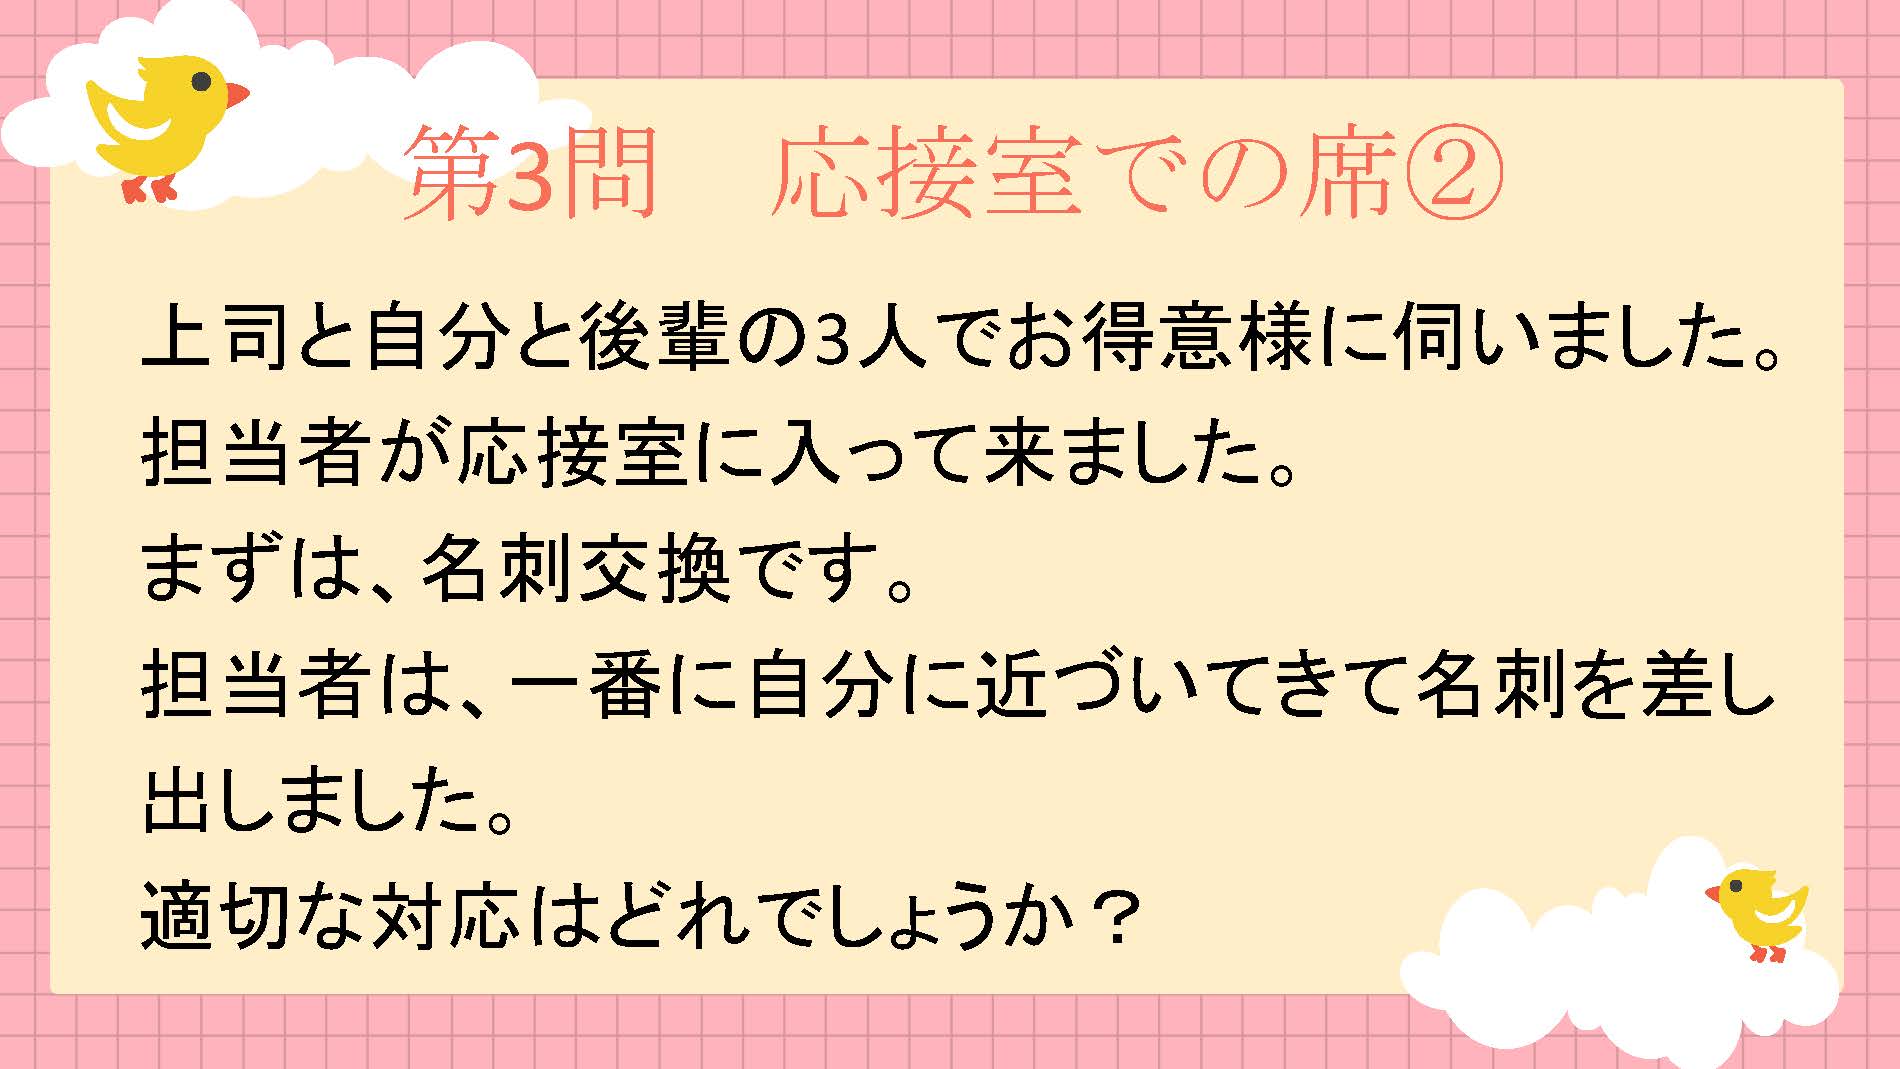 第3問　応接室での席②
上司と自分と後輩の3人でお得意様に伺いました。
担当者が応接室に入って来ました。
まずは、名刺交換です。
担当者は、一番に自分に近づいてきて名刺を差し
出しました。
適切な対応はどれでしょうか？